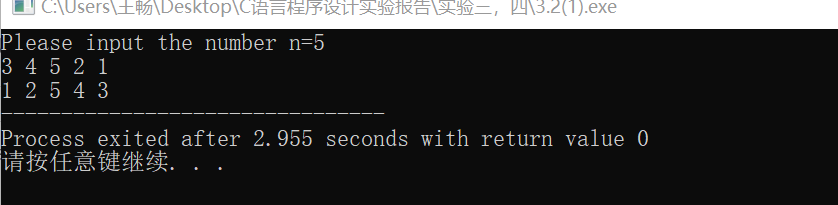 C:\Users\王畅\Desktop\C语言程序设计实验报告\实验三，四\3.2(1).exe
Please input the number n=5
3 4 5 2 1
1 2 5 4 3
--------------------------------
Process exited after 2.955 seconds with return value 0
请按任意键继续. . .